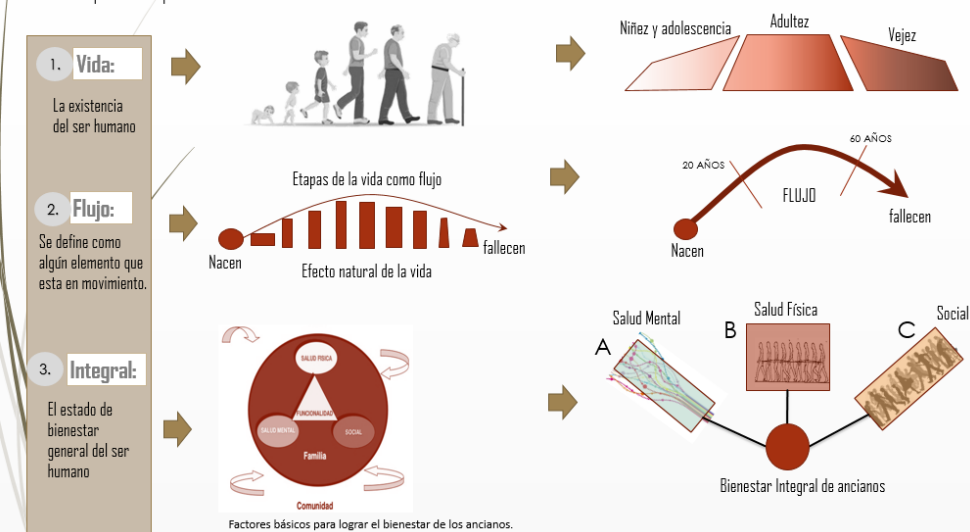 1. Vida:
La existencia
del ser humano
Niñez y adolescencia
Adultez
Vejez
2. Flujo:
Se define como
algún elemento que
esta en movimiento.
Etapas de la vida como flujo
Nacen
fallecen
Efecto natural de la vida
20 AÑOS
60 AÑOS
FLUJO
Nacen
fallecen
3. Integral:
El estado de
bienestar
general del ser
humano
SALUD FÍSICA
FUNCIONALIDAD
SALUD MENTAL
SOCIAL
Familia
Comunidad
Factores básicos para lograr el bienestar de los ancianos.
Salud Mental
A
Salud Física
B
Social
C
Bienestar Integral de ancianos